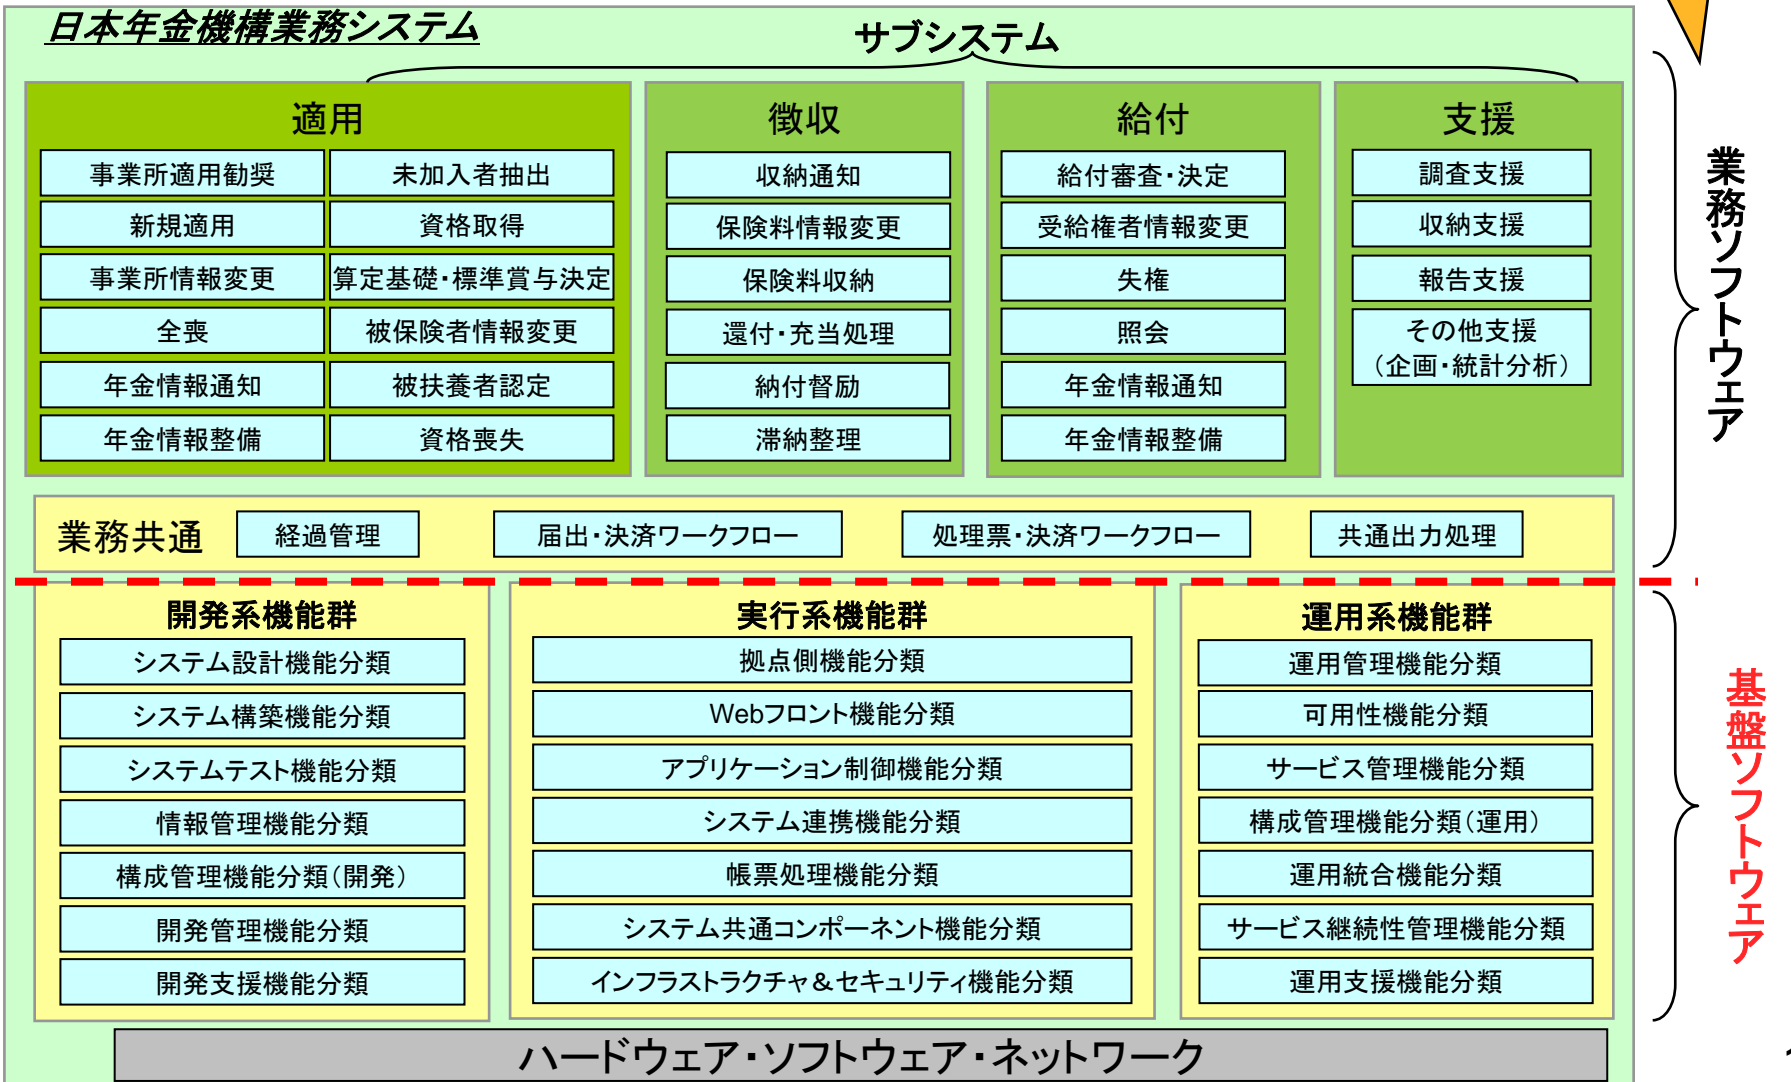 日本年金機構業務システム
サブシステム
適用
事業所適用勧奨
未加入者抽出
新規適用
資格取得
事業所情報変更
算定基礎・標準賞与決定
全喪
被保険者情報変更
年金情報通知
被扶養者認定
年金情報整備
資格喪失
徴収
収納通知
保険料情報変更
保険料収納
還付・充当処理
納付督励
滞納整理
給付
給付審査・決定
受給権者情報変更
失権
照会
年金情報通知
年金情報整備
支援
調査支援
収納支援
報告支援
その他支援
（企画・統計分析）
業務ソフトウェア
業務共通
経過管理
届出・決済ワークフロー
処理票・決済ワークフロー
共通出力処理
開発系機能群
システム設計機能分類
システム構築機能分類
システムテスト機能分類
情報管理機能分類
構成管理機能分類（開発）
開発管理機能分類
開発支援機能分類
実行系機能群
拠点側機能分類
Webフロント機能分類
アプリケーション制御機能分類
システム連携機能分類
帳票処理機能分類
システム共通コンポーネント機能分類
インフラストラクチャ＆セキュリティ機能分類
運用系機能群
運用管理機能分類
可用性機能分類
サービス管理機能分類
構成管理機能分類（運用）
運用統合機能分類
サービス継続性管理機能分類
運用支援機能分類
基盤ソフトウェア
ハードウェア・ソフトウェア・ネットワーク